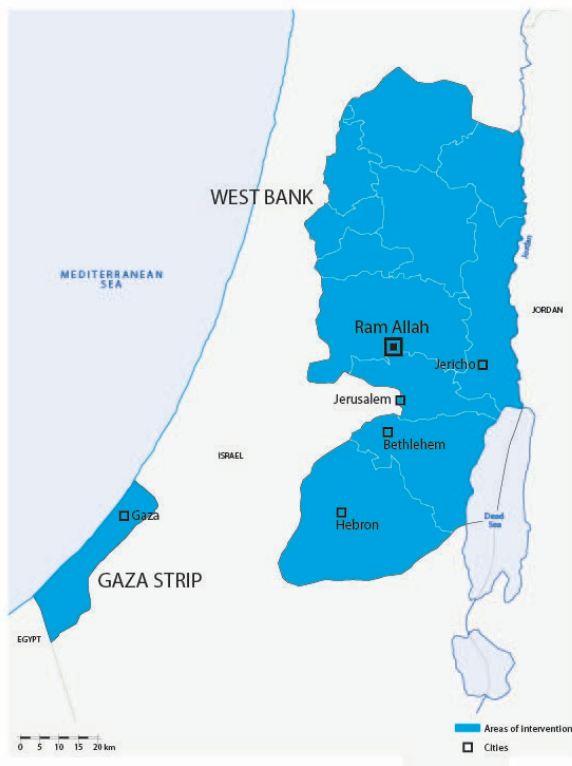 WEST BANK
MEDITERRANEAN
SEA
Jordan
JORDAN
Ram Allah
Jericho
Jerusalem
Bethlehem
ISRAEL
Gaza
Hebron
Dead
Sea
GAZA STRIP
EGYPT
Areas of intervention
0 5 10 15 20 km
Cities